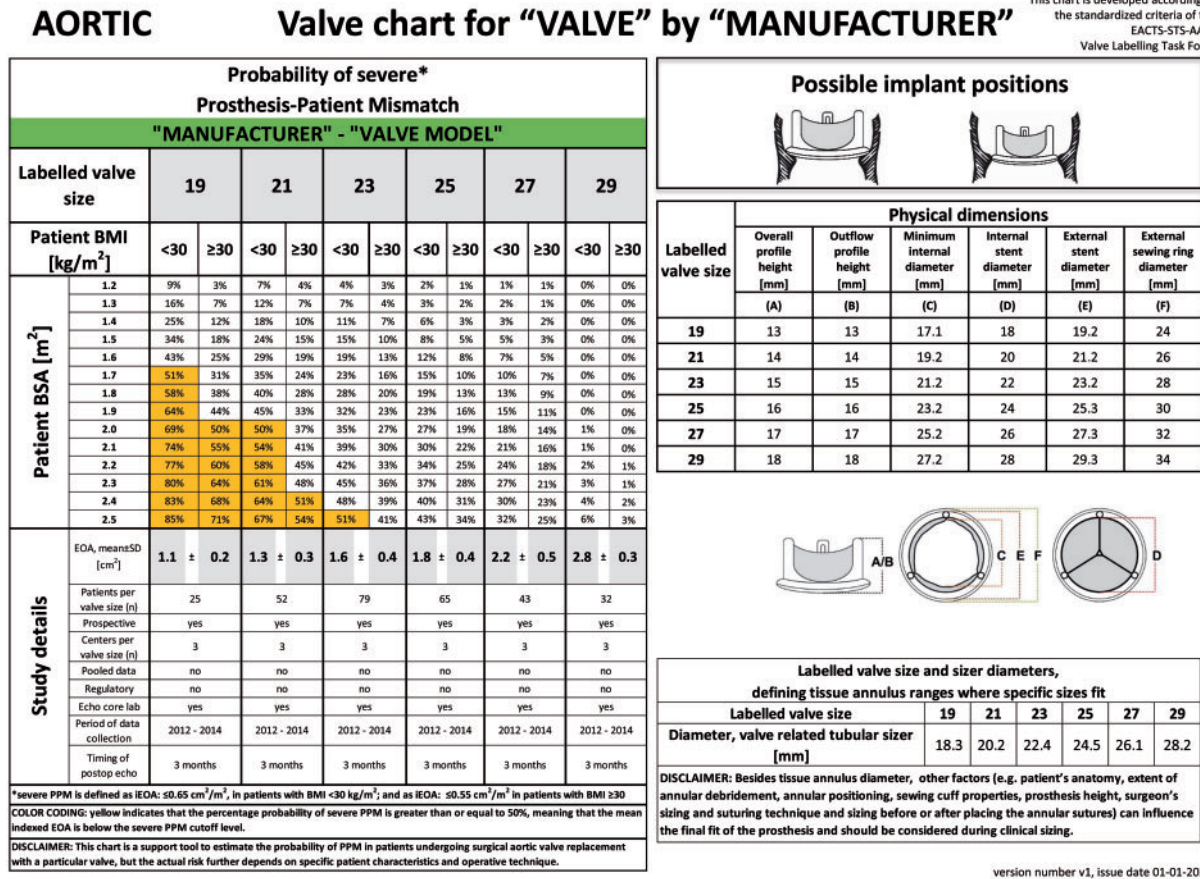 AORTIC
Valve chart for “VALVE” by “MANUFACTURER”
This chart is developed according
the standardized criteria of
EACTS-STS-AA
Valve Labelling Task Fo
Probability of severe*
Prosthesis-Patient Mismatch
"MANUFACTURER" - "VALVE MODEL"
Labelled valve size 19 21 23 25 27 29
Patient BMI [kg/m²] <30 ≥30 <30 ≥30 <30 ≥30 <30 ≥30 <30 ≥30 <30 ≥30
Patient BSA [m²]
1.2 9% 3% 7% 4% 4% 3% 2% 1% 1% 1% 0% 0%
1.3 16% 7% 12% 7% 7% 4% 3% 2% 2% 1% 0% 0%
1.4 25% 12% 18% 10% 11% 7% 6% 3% 3% 2% 0% 0%
1.5 34% 18% 24% 15% 15% 10% 8% 5% 5% 3% 0% 0%
1.6 43% 25% 29% 19% 19% 13% 12% 8% 7% 5% 0% 0%
1.7 51% 31% 35% 24% 23% 16% 15% 10% 10% 7% 0% 0%
1.8 58% 38% 40% 28% 28% 20% 19% 13% 13% 9% 0% 0%
1.9 64% 44% 45% 33% 32% 23% 23% 16% 15% 11% 0% 0%
2.0 69% 50% 50% 37% 35% 27% 27% 19% 18% 14% 1% 0%
2.1 74% 55% 54% 41% 39% 30% 30% 22% 21% 16% 1% 0%
2.2 77% 60% 58% 45% 42% 33% 34% 25% 24% 18% 2% 1%
2.3 80% 64% 61% 48% 45% 36% 37% 28% 27% 21% 3% 1%
2.4 83% 68% 64% 51% 48% 39% 40% 31% 30% 23% 4% 2%
2.5 85% 71% 67% 54% 51% 41% 43% 34% 32% 25% 6% 3%
Study details
EOA, mean±SD [cm²] 1.1 ± 0.2 1.3 ± 0.3 1.6 ± 0.4 1.8 ± 0.4 2.2 ± 0.5 2.8 ± 0.3
Patients per valve size (n) 25 52 79 65 43 32
Prospective yes yes yes yes yes yes
Centers per valve size (n) 3 3 3 3 3 3
Pooled data no no no no no no
Regulatory no no no no no no
Echo core lab yes yes yes yes yes yes
Period of data collection 2012 - 2014 2012 - 2014 2012 - 2014 2012 - 2014 2012 - 2014 2012 - 2014
Timing of postop echo 3 months 3 months 3 months 3 months 3 months 3 months
*severe PPM is defined as iEOA: ≤0.65 cm²/m², in patients with BMI <30 kg/m²; and as iEOA: ≤0.55 cm²/m² in patients with BMI ≥30
COLOR CODING: yellow indicates that the percentage probability of severe PPM is greater than or equal to 50%, meaning that the mean
indexed EOA is below the severe PPM cutoff level.
DISCLAIMER: This chart is a support tool to estimate the probability of PPM in patients undergoing surgical aortic valve replacement
with a particular valve, but the actual risk further depends on specific patient characteristics and operative technique.
Possible implant positions
Physical dimensions
Labelled valve size
Overall profile height [mm] Outflow profile height [mm] Minimum internal diameter [mm] Internal stent diameter [mm] External stent diameter [mm] External sewing ring diameter [mm]
(A) (B) (C) (D) (E) (F)
19 13 13 17.1 18 19.2 24
21 14 14 19.2 20 21.2 26
23 15 15 21.2 22 23.2 28
25 16 16 23.2 24 25.3 30
27 17 17 25.2 26 27.3 32
29 18 18 27.2 28 29.3 34
A/B C E F D
Labelled valve size and sizer diameters,
defining tissue annulus ranges where specific sizes fit
Labelled valve size 19 21 23 25 27 29
Diameter, valve related tubular sizer [mm] 18.3 20.2 22.4 24.5 26.1 28.2
DISCLAIMER: Besides tissue annulus diameter, other factors (e.g. patient's anatomy, extent of
annular debridement, annular positioning, sewing cuff properties, prosthesis height, surgeon's
sizing and suturing technique and sizing before or after placing the annular sutures) can influence
the final fit of the prosthesis and should be considered during clinical sizing.
version number v1, issue date 01-01-20